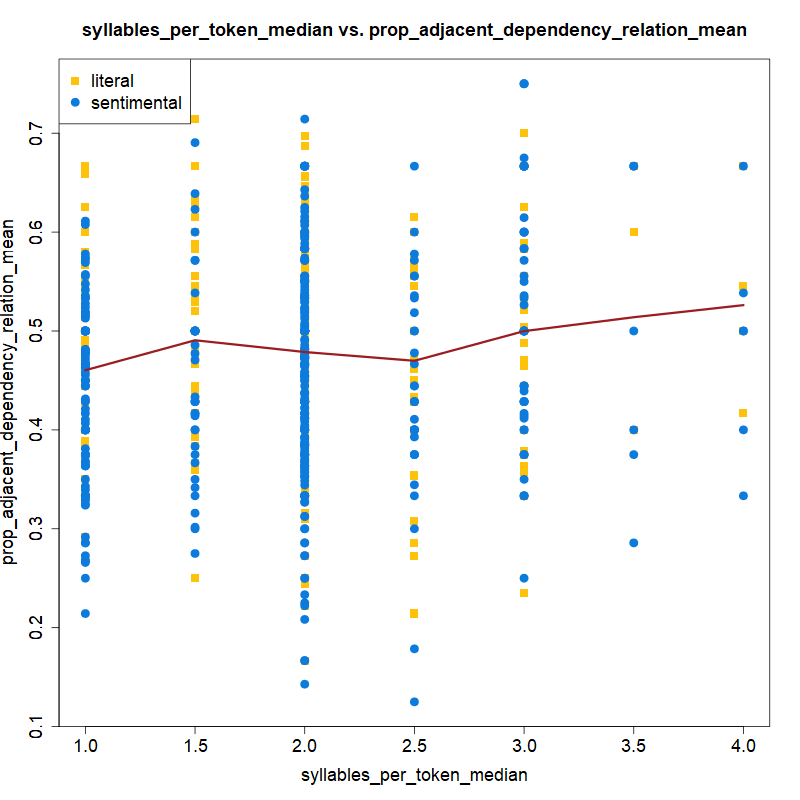 syllables_per_token_median vs. prop_adjacent_dependency_relation_mean
literal
sentimental
prop_adjacent_dependency_relation_mean
0.7
0.6
0.5
0.4
0.3
0.2
0.1
1.0 1.5 2.0 2.5 3.0 3.5 4.0
syllables_per_token_median